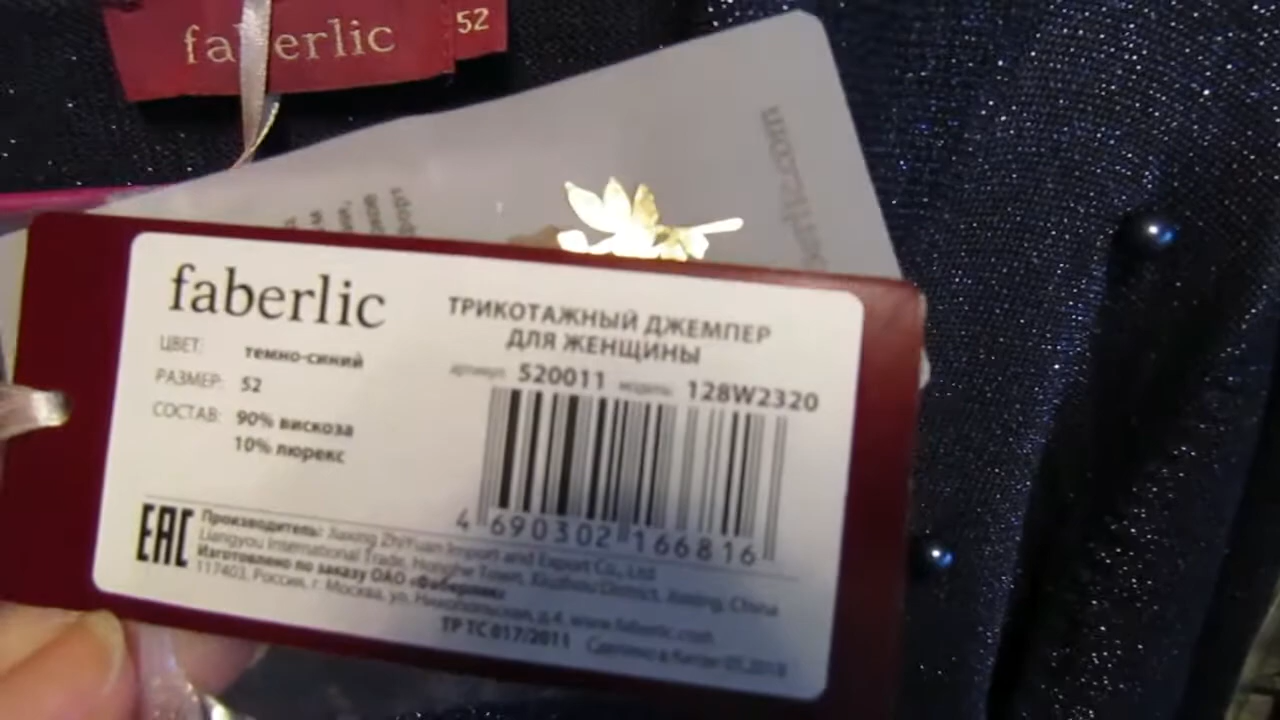 faberlic
52
faberlic
ТРИКОТАЖНЫЙ ДЖЕМПЕР
ДЛЯ ЖЕНЩИНЫ
артикул: 520011 модель: 128W2320
ЦВЕТ: темно-синий
РАЗМЕР: 52
СОСТАВ: 90% вискоза
10% люрекс
4 690302 166816
EAC
Производитель: Jiaxing ZhiYuan Import and Export Co., Ltd
Liangyou International Trade, Honghe Town, Xiuzhou District, Jiaxing, China
Изготовлено по заказу ОАО «Фаберлик»
117403, Россия, г. Москва, ул. Никопольская, д.4. www.faberlic.com
ТР ТС 017/2011 Сделано в Китае 05.2018